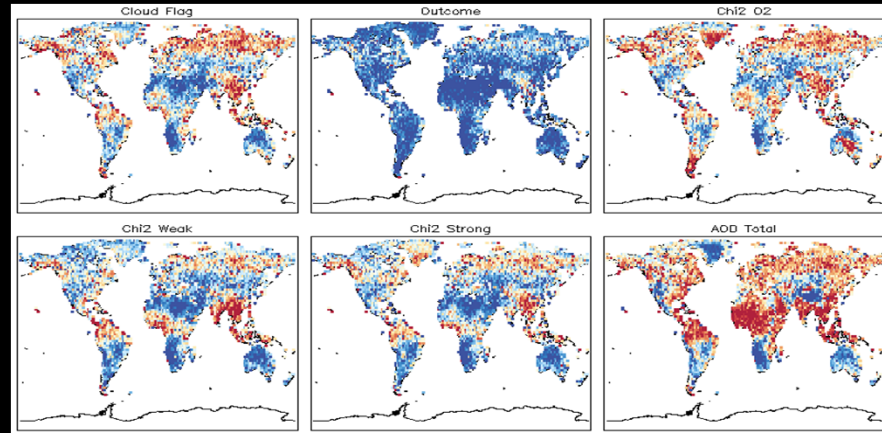 Cloud Flag
Outcome
Chi2 O2
Chi2 Weak
Chi2 Strong
AOD Total